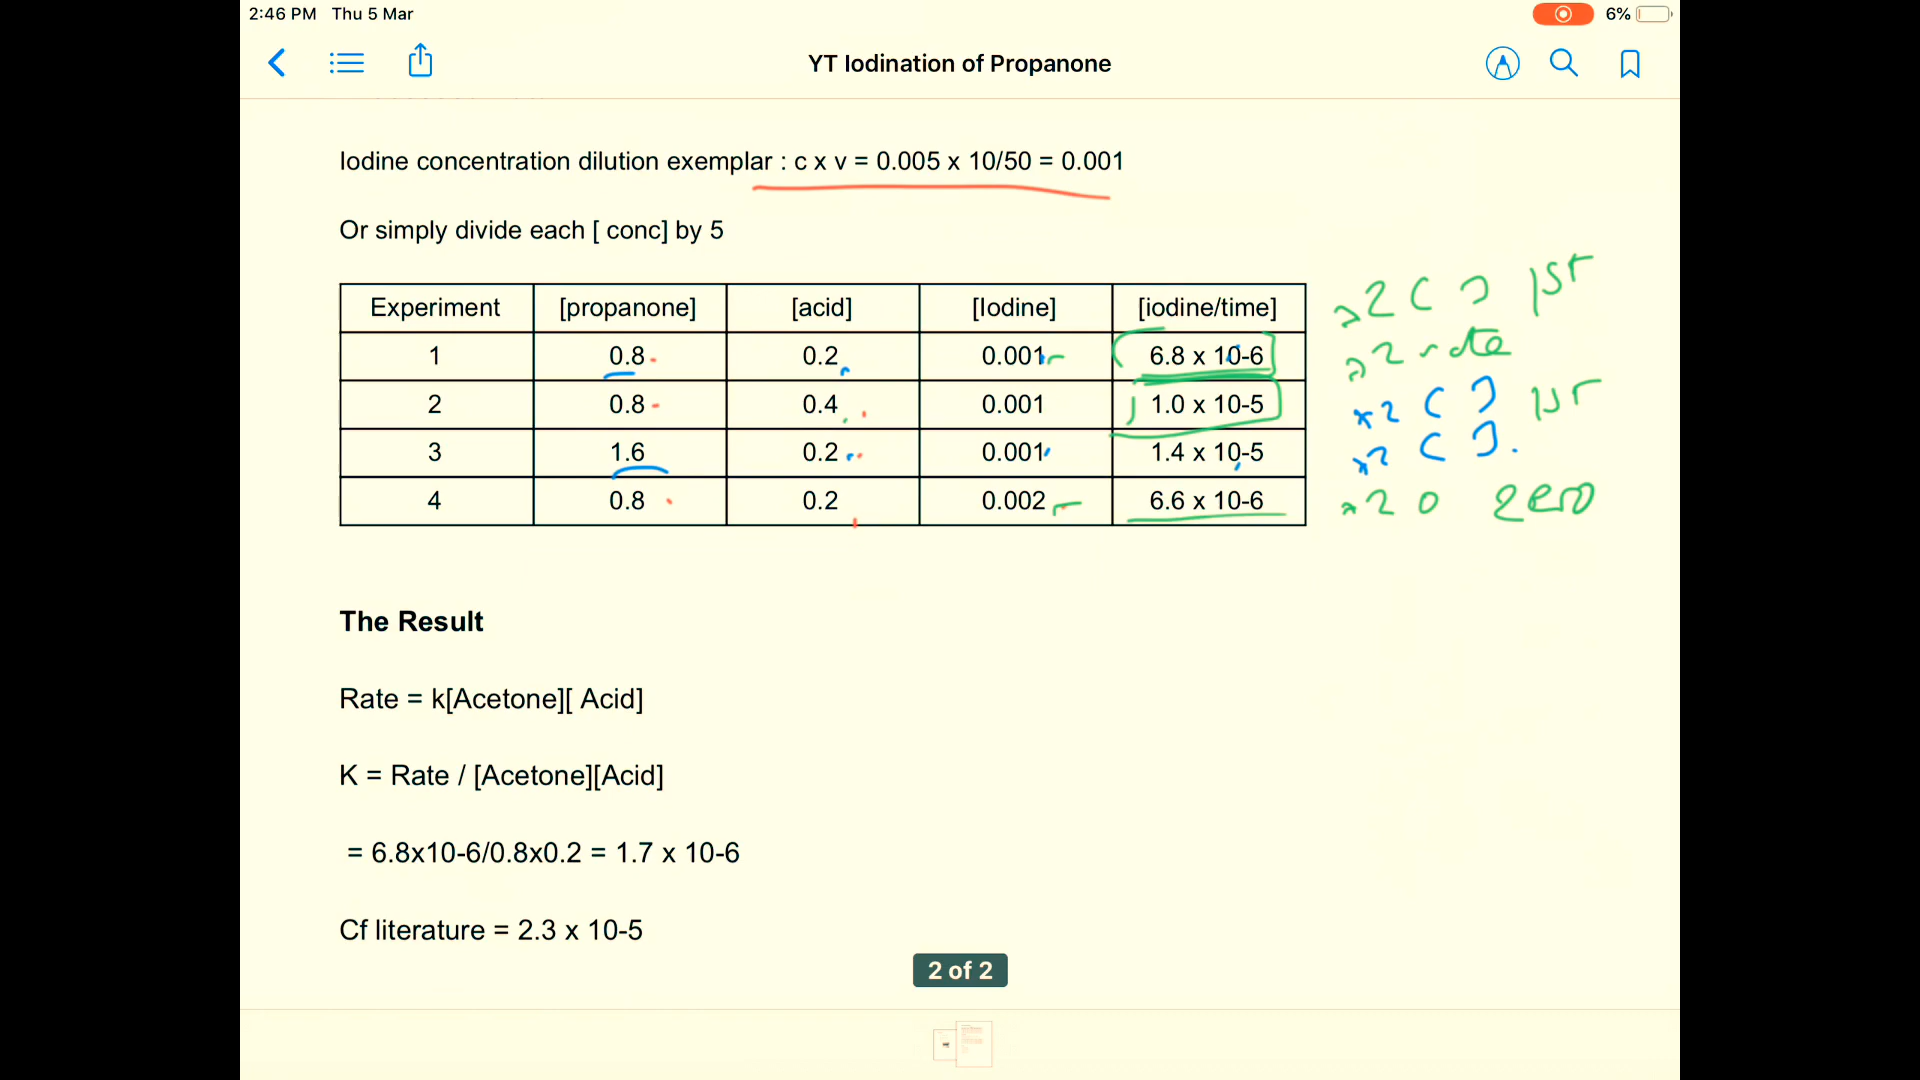 2:46 PM Thu 5 Mar 6%
YT Iodination of Propanone
Iodine concentration dilution exemplar : c x v = 0.005 x 10/50 = 0.001
Or simply divide each [ conc] by 5
Experiment [propanone] [acid] [Iodine] [iodine/time]
1 0.8 0.2 0.001 6.8 x 10-6
2 0.8 0.4 0.001 1.0 x 10-5
3 1.6 0.2 0.001 1.4 x 10-5
4 0.8 0.2 0.002 6.6 x 10-6
x2 [ ] 1st
x2 rate
x2 [ ] 1st
x2 [ ].
x2 0 zero
The Result
Rate = k[Acetone][ Acid]
K = Rate / [Acetone][Acid]
= 6.8x10-6/0.8x0.2 = 1.7 x 10-6
Cf literature = 2.3 x 10-5
2 of 2